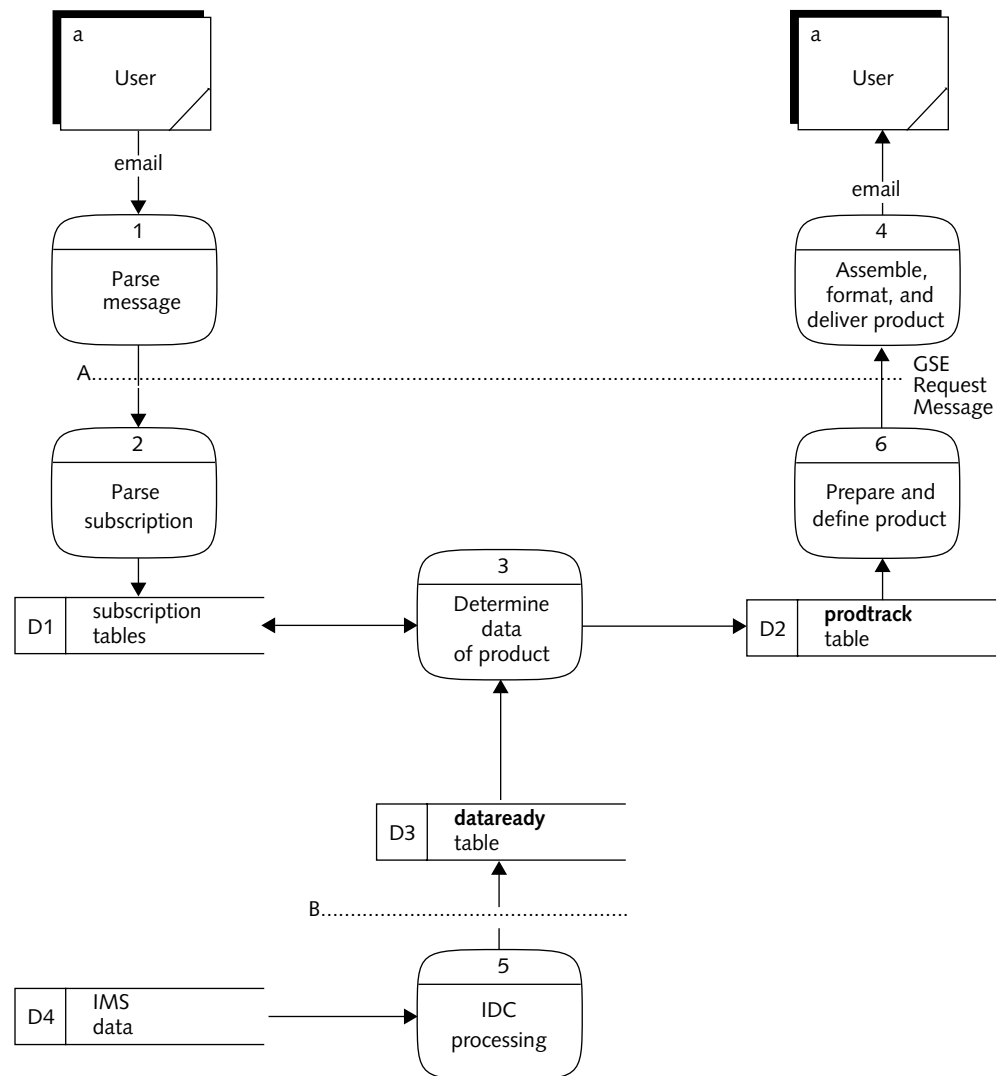 a
User
email
1
Parse
message
A
2
Parse
subscription
D1
subscription
tables
3
Determine
data
of product
D2
prodtrack
table
6
Prepare and
define product
GSE
Request
Message
4
Assemble,
format, and
deliver product
email
a
User
D3
dataready
table
B
5
IDC
processing
D4
IMS
data